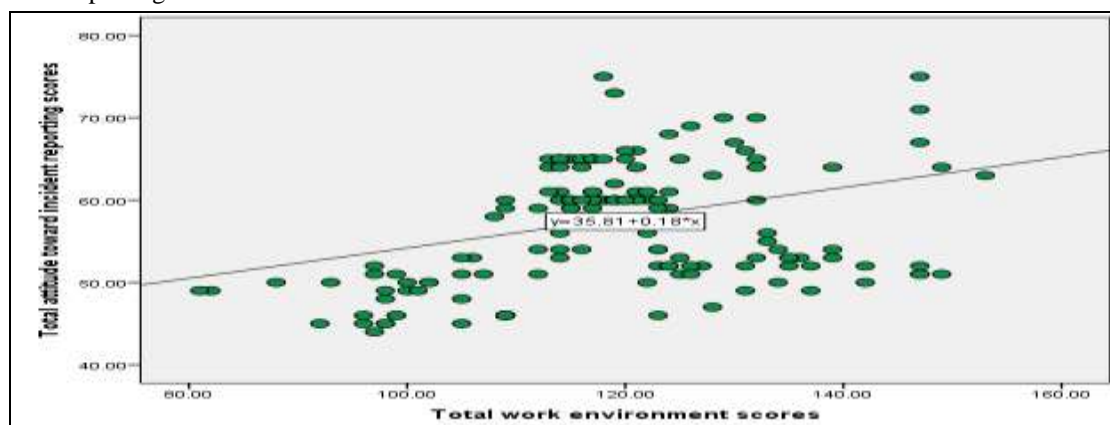 80.00
70.00
60.00
50.00
40.00
Total attitude toward incident reporting scores
y=35.81+0.18*x
80.00 100.00 120.00 140.00 160.00
Total work environment scores